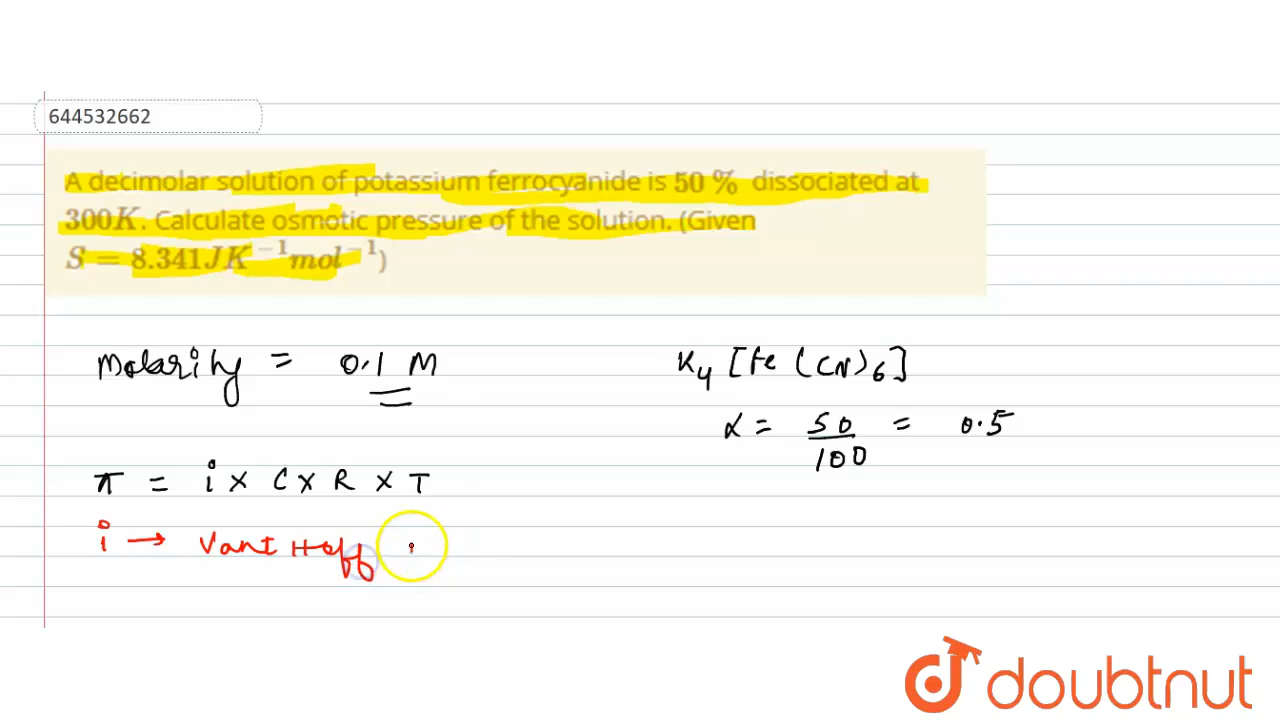 644532662
A decimolar solution of potassium ferrocyanide is 50 % dissociated at
300K. Calculate osmotic pressure of the solution. (Given
S = 8.341JK⁻¹mol⁻¹)
Molarity = 0.1 M
K₄ [Fe (CN)₆]
α = 50/100 = 0.5
π = i × C × R × T
i → Vant Hoff
doubtnut